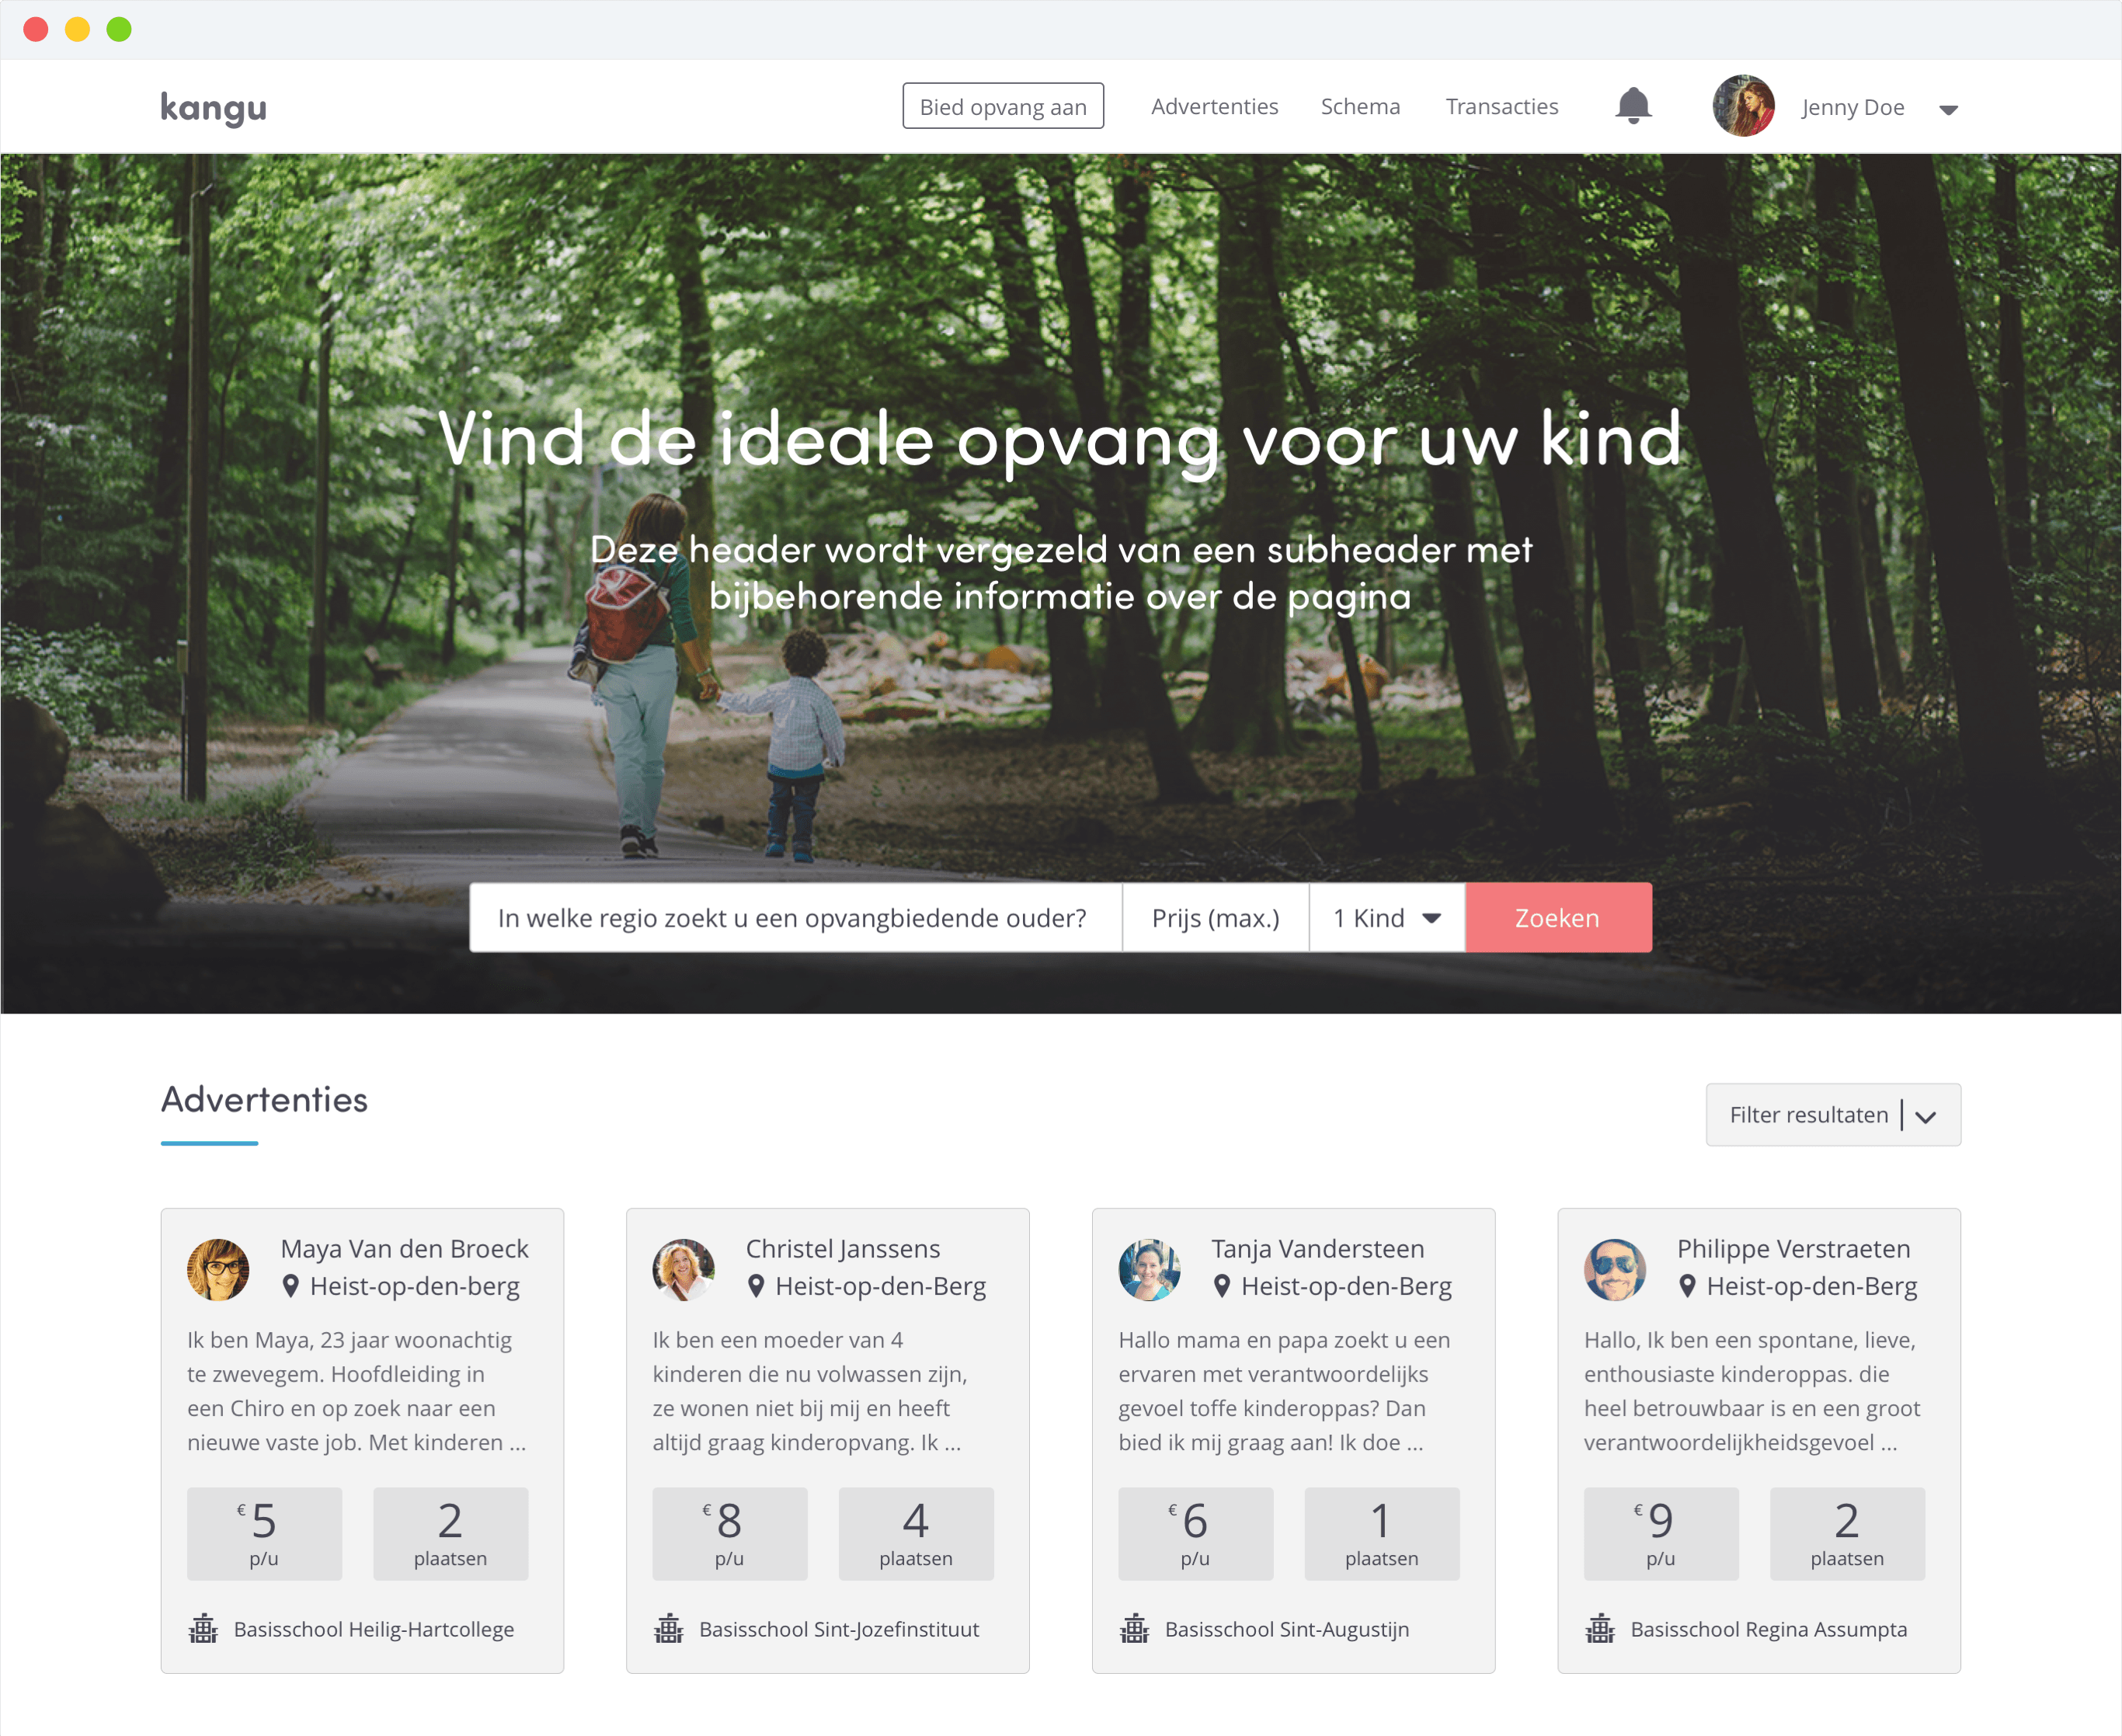 kangu
Bied opvang aan
Advertenties
Schema
Transacties
Jenny Doe
Vind de ideale opvang voor uw kind
Deze header wordt vergezeld van een subheader met
bijbehorende informatie over de pagina
In welke regio zoekt u een opvangbiedende ouder?
Prijs (max.)
1 Kind
Zoeken
Advertenties
Filter resultaten
Maya Van den Broeck
Heist-op-den-berg
Ik ben Maya, 23 jaar woonachtig
te zwevegem. Hoofdleiding in
een Chiro en op zoek naar een
nieuwe vaste job. Met kinderen ...
€ 5
p/u
2
plaatsen
Basisschool Heilig-Hartcollege
Christel Janssens
Heist-op-den-Berg
Ik ben een moeder van 4
kinderen die nu volwassen zijn,
ze wonen niet bij mij en heeft
altijd graag kinderopvang. Ik ...
€ 8
p/u
4
plaatsen
Basisschool Sint-Jozefinstituut
Tanja Vandersteen
Heist-op-den-Berg
Hallo mama en papa zoekt u een
ervaren met verantwoordelijks
gevoel toffe kinderoppas? Dan
bied ik mij graag aan! Ik doe ...
€ 6
p/u
1
plaatsen
Basisschool Sint-Augustijn
Philippe Verstraeten
Heist-op-den-Berg
Hallo, Ik ben een spontane, lieve,
enthousiaste kinderoppas. die
heel betrouwbaar is en een groot
verantwoordelijkheidsgevoel ...
€ 9
p/u
2
plaatsen
Basisschool Regina Assumpta